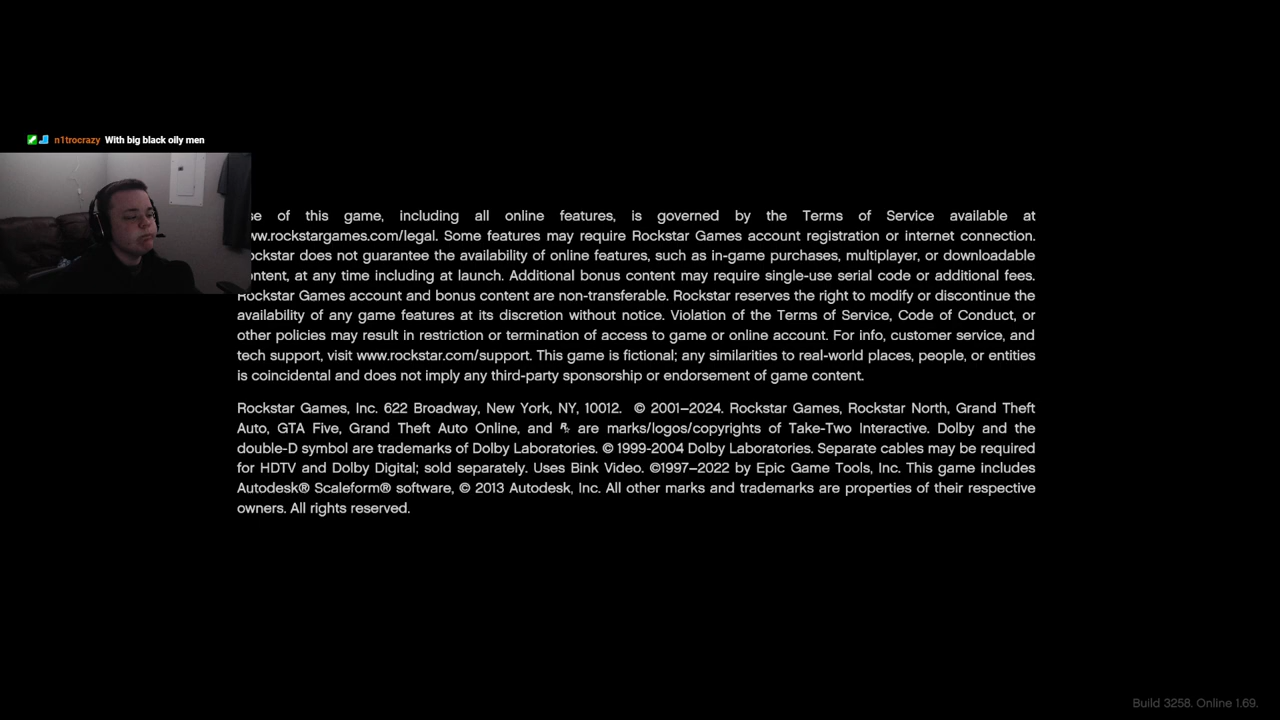 n1trocrazy With big black oily men
se of this game, including all online features, is governed by the Terms of Service available at
ww.rockstargames.com/legal. Some features may require Rockstar Games account registration or internet connection.
ockstar does not guarantee the availability of online features, such as in-game purchases, multiplayer, or downloadable
ontent, at any time including at launch. Additional bonus content may require single-use serial code or additional fees.
Rockstar Games account and bonus content are non-transferable. Rockstar reserves the right to modify or discontinue the
availability of any game features at its discretion without notice. Violation of the Terms of Service, Code of Conduct, or
other policies may result in restriction or termination of access to game or online account. For info, customer service, and
tech support, visit www.rockstar.com/support. This game is fictional; any similarities to real-world places, people, or entities
is coincidental and does not imply any third-party sponsorship or endorsement of game content.
Rockstar Games, Inc. 622 Broadway, New York, NY, 10012. © 2001–2024. Rockstar Games, Rockstar North, Grand Theft
Auto, GTA Five, Grand Theft Auto Online, and R* are marks/logos/copyrights of Take-Two Interactive. Dolby and the
double-D symbol are trademarks of Dolby Laboratories. © 1999-2004 Dolby Laboratories. Separate cables may be required
for HDTV and Dolby Digital; sold separately. Uses Bink Video. ©1997–2022 by Epic Game Tools, Inc. This game includes
Autodesk® Scaleform® software, © 2013 Autodesk, Inc. All other marks and trademarks are properties of their respective
owners. All rights reserved.
Build 3258. Online 1.69.